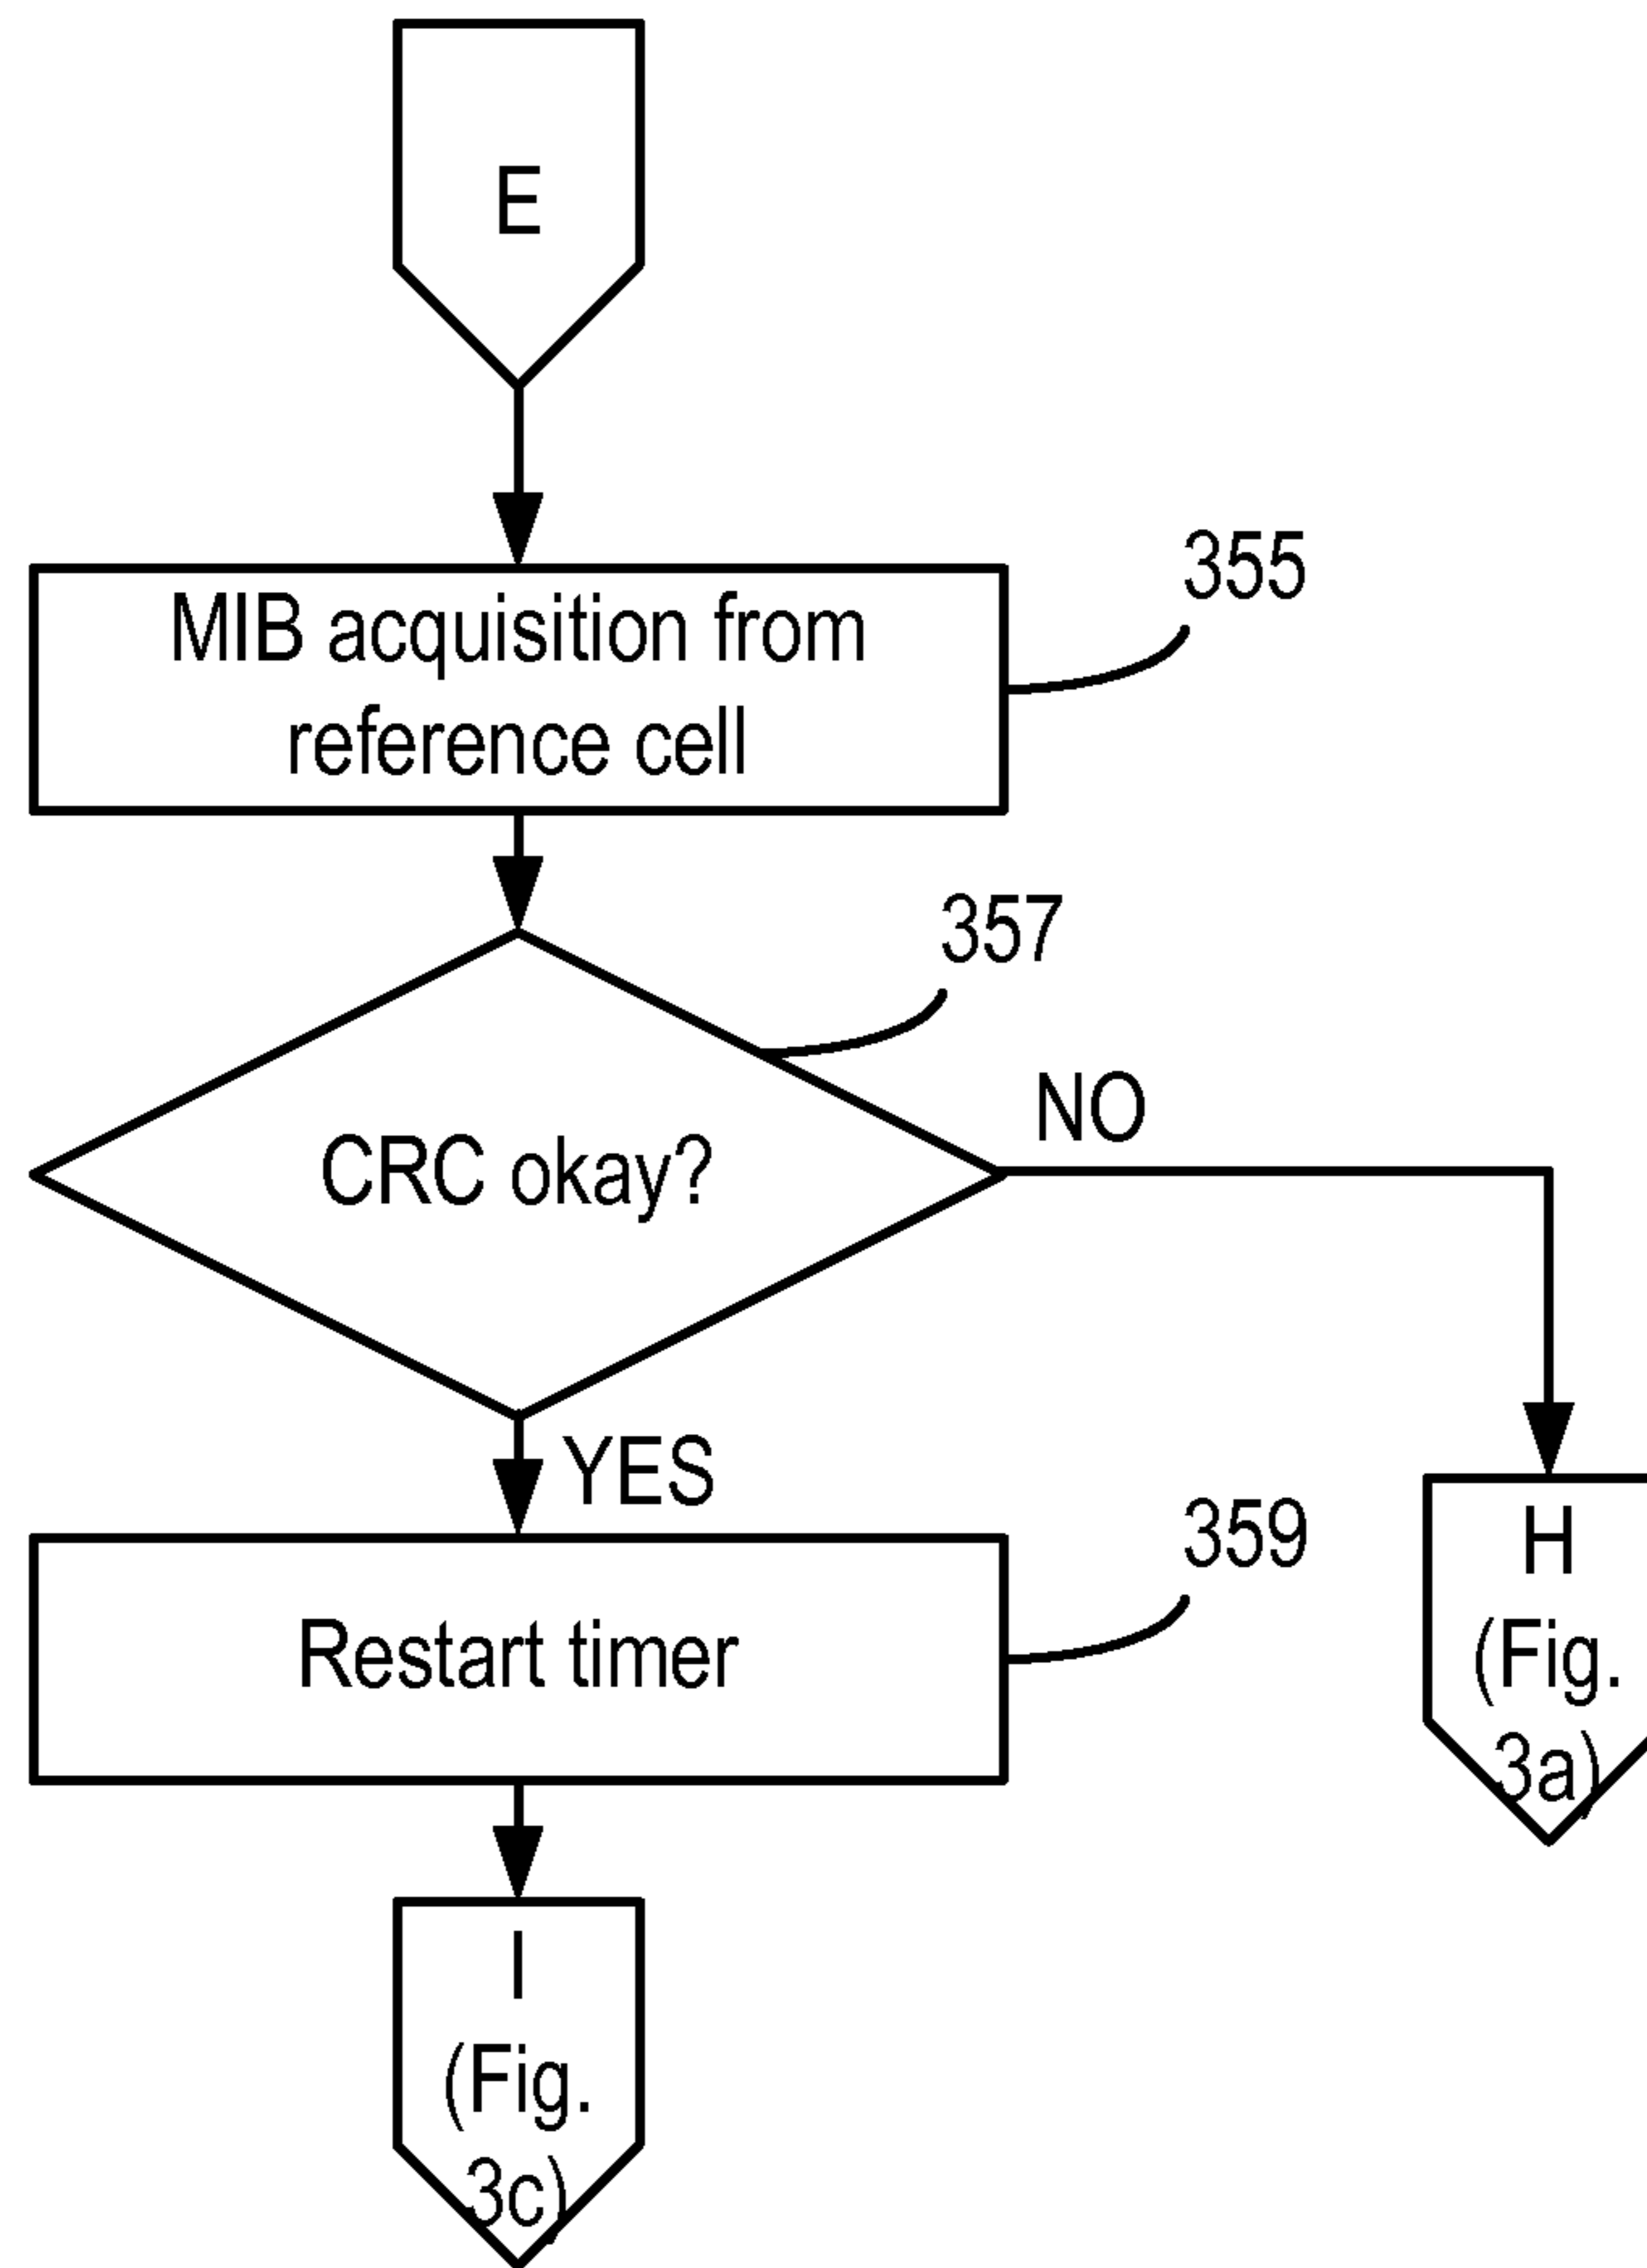 E
355
MIB acquisition from
reference cell
357
NO
CRC okay?
YES
359
H
(Fig.
3a)
Restart timer
I
(Fig.
3c)